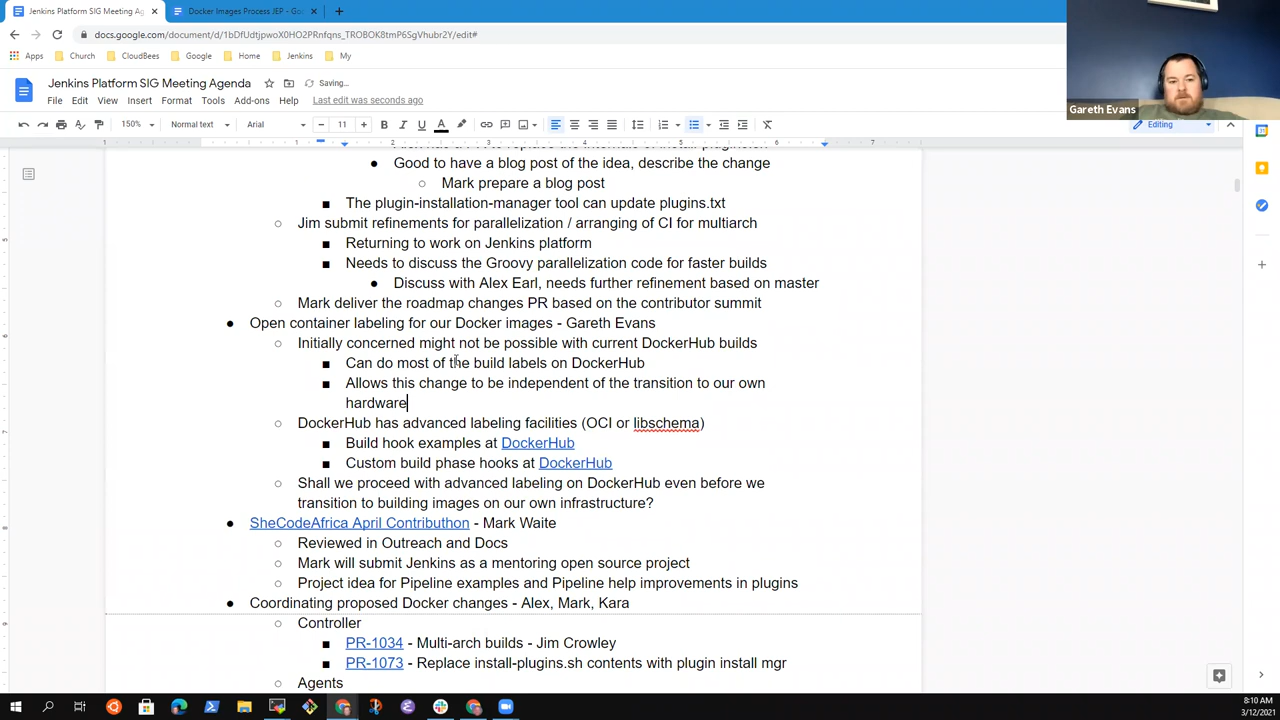 Jenkins Platform SIG Meeting Ag
Docker Images Process JEP - Goo
docs.google.com/document/d/1bDfUdtjpwoX0HO2PRnfqns_TROBOK8tmP6SgVhubr2Y/edit#
Apps
Church
CloudBees
Google
Home
Jenkins
My
Gareth Evans
Jenkins Platform SIG Meeting Agenda
Saving...
File Edit View Insert Format Tools Add-ons Help Last edit was seconds ago
150% Normal text Arial 11 Editing
1 2 3 4 5 6 7
Good to have a blog post of the idea, describe the change
Mark prepare a blog post
The plugin-installation-manager tool can update plugins.txt
Jim submit refinements for parallelization / arranging of CI for multiarch
Returning to work on Jenkins platform
Needs to discuss the Groovy parallelization code for faster builds
Discuss with Alex Earl, needs further refinement based on master
Mark deliver the roadmap changes PR based on the contributor summit
Open container labeling for our Docker images - Gareth Evans
Initially concerned might not be possible with current DockerHub builds
Can do most of the build labels on DockerHub
Allows this change to be independent of the transition to our own
hardware
DockerHub has advanced labeling facilities (OCI or libschema)
Build hook examples at DockerHub
Custom build phase hooks at DockerHub
Shall we proceed with advanced labeling on DockerHub even before we
transition to building images on our own infrastructure?
SheCodeAfrica April Contributhon - Mark Waite
Reviewed in Outreach and Docs
Mark will submit Jenkins as a mentoring open source project
Project idea for Pipeline examples and Pipeline help improvements in plugins
Coordinating proposed Docker changes - Alex, Mark, Kara
Controller
PR-1034 - Multi-arch builds - Jim Crowley
PR-1073 - Replace install-plugins.sh contents with plugin install mgr
Agents
8:10 AM
3/12/2021